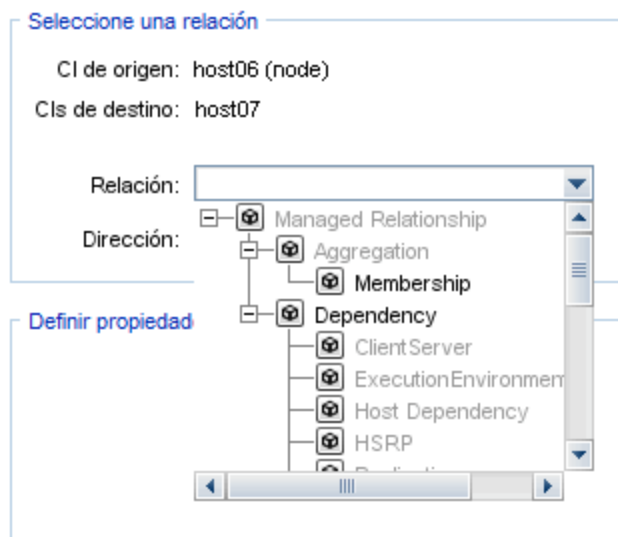 Seleccione una relación
CI de origen: host06 (node)
CIs de destino: host07
Relación:
Managed Relationship
Dirección:
Aggregation
Membership
Definir propiedad
Dependency
ClientServer
ExecutionEnvironmen
Host Dependency
HSRP